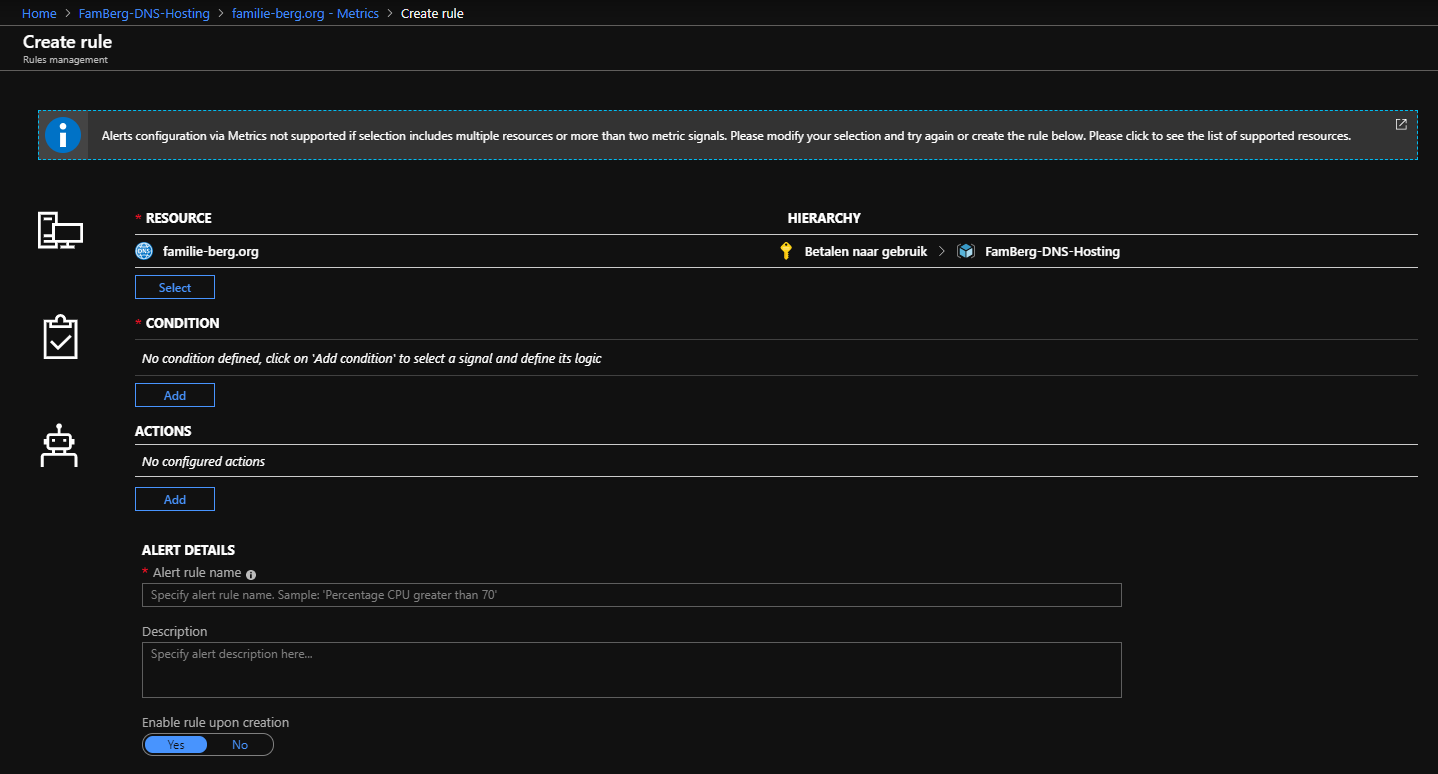 Home > FamBerg-DNS-Hosting > familie-berg.org - Metrics > Create rule
Create rule
Rules management
Alerts configuration via Metrics not supported if selection includes multiple resources or more than two metric signals. Please modify your selection and try again or create the rule below. Please click to see the list of supported resources.
* RESOURCE HIERARCHY
DNS familie-berg.org Betalen naar gebruik > FamBerg-DNS-Hosting
Select
* CONDITION
No condition defined, click on 'Add condition' to select a signal and define its logic
Add
ACTIONS
No configured actions
Add
ALERT DETAILS
* Alert rule name
Specify alert rule name. Sample: 'Percentage CPU greater than 70'
Description
Specify alert description here...
Enable rule upon creation
Yes No